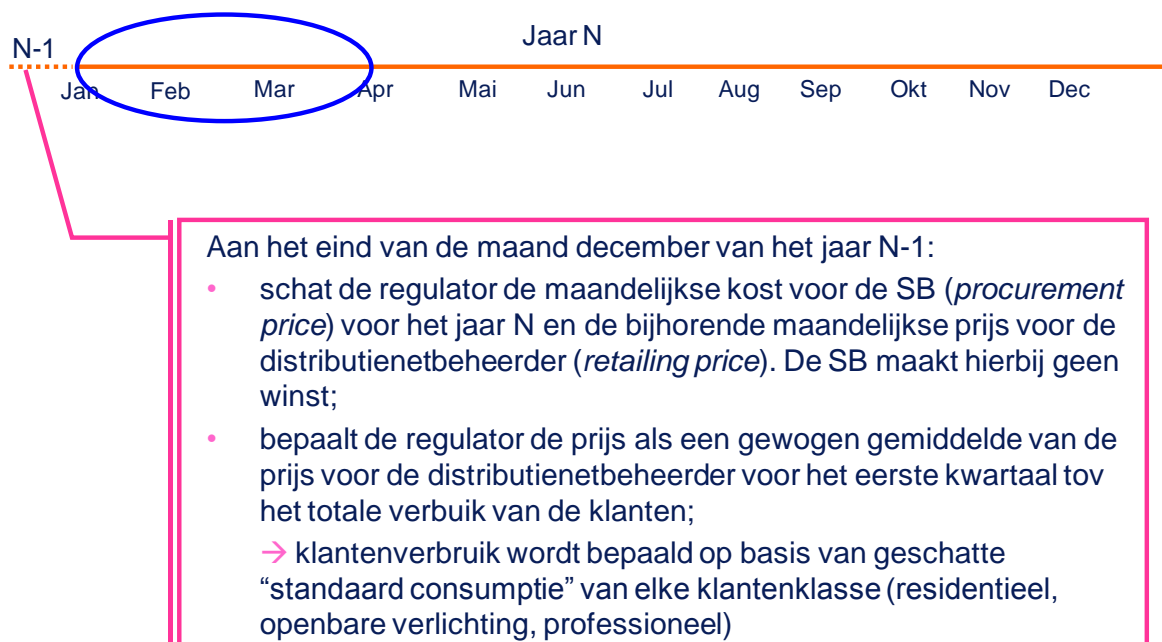 Jaar N
N-1
Jan Feb Mar Apr Mai Jun Jul Aug Sep Okt Nov Dec
Aan het eind van de maand december van het jaar N-1:
• schat de regulator de maandelijkse kost voor de SB (procurement
price) voor het jaar N en de bijhorende maandelijkse prijs voor de
distributienetbeheerder (retailing price). De SB maakt hierbij geen
winst;
• bepaalt de regulator de prijs als een gewogen gemiddelde van de
prijs voor de distributienetbeheerder voor het eerste kwartaal tov
het totale verbuik van de klanten;
→ klantenverbruik wordt bepaald op basis van geschatte
“standaard consumptie” van elke klantenklasse (residentieel,
openbare verlichting, professioneel)